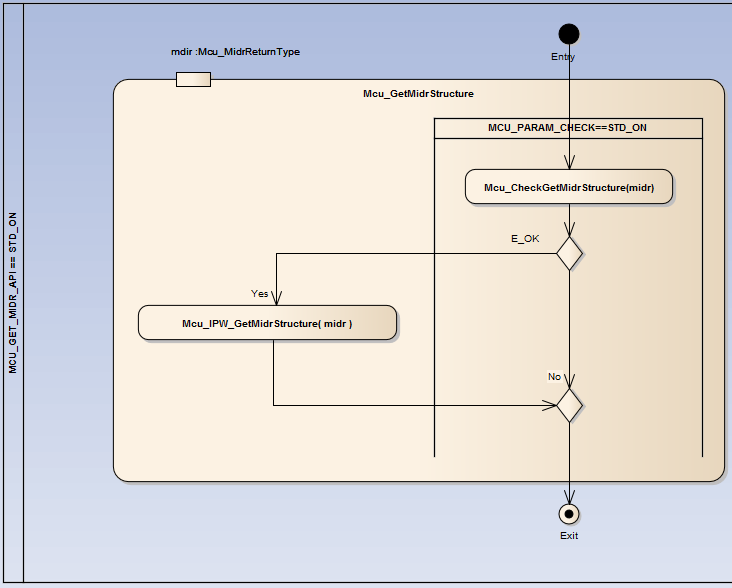 mdir :Mcu_MidrReturnType
Entry
Mcu_GetMidrStructure
MCU_PARAM_CHECK==STD_ON
Mcu_CheckGetMidrStructure(midr)
E_OK
Yes
Mcu_IPW_GetMidrStructure( midr )
No
Exit
MCU_GET_MIDR_API == STD_ON